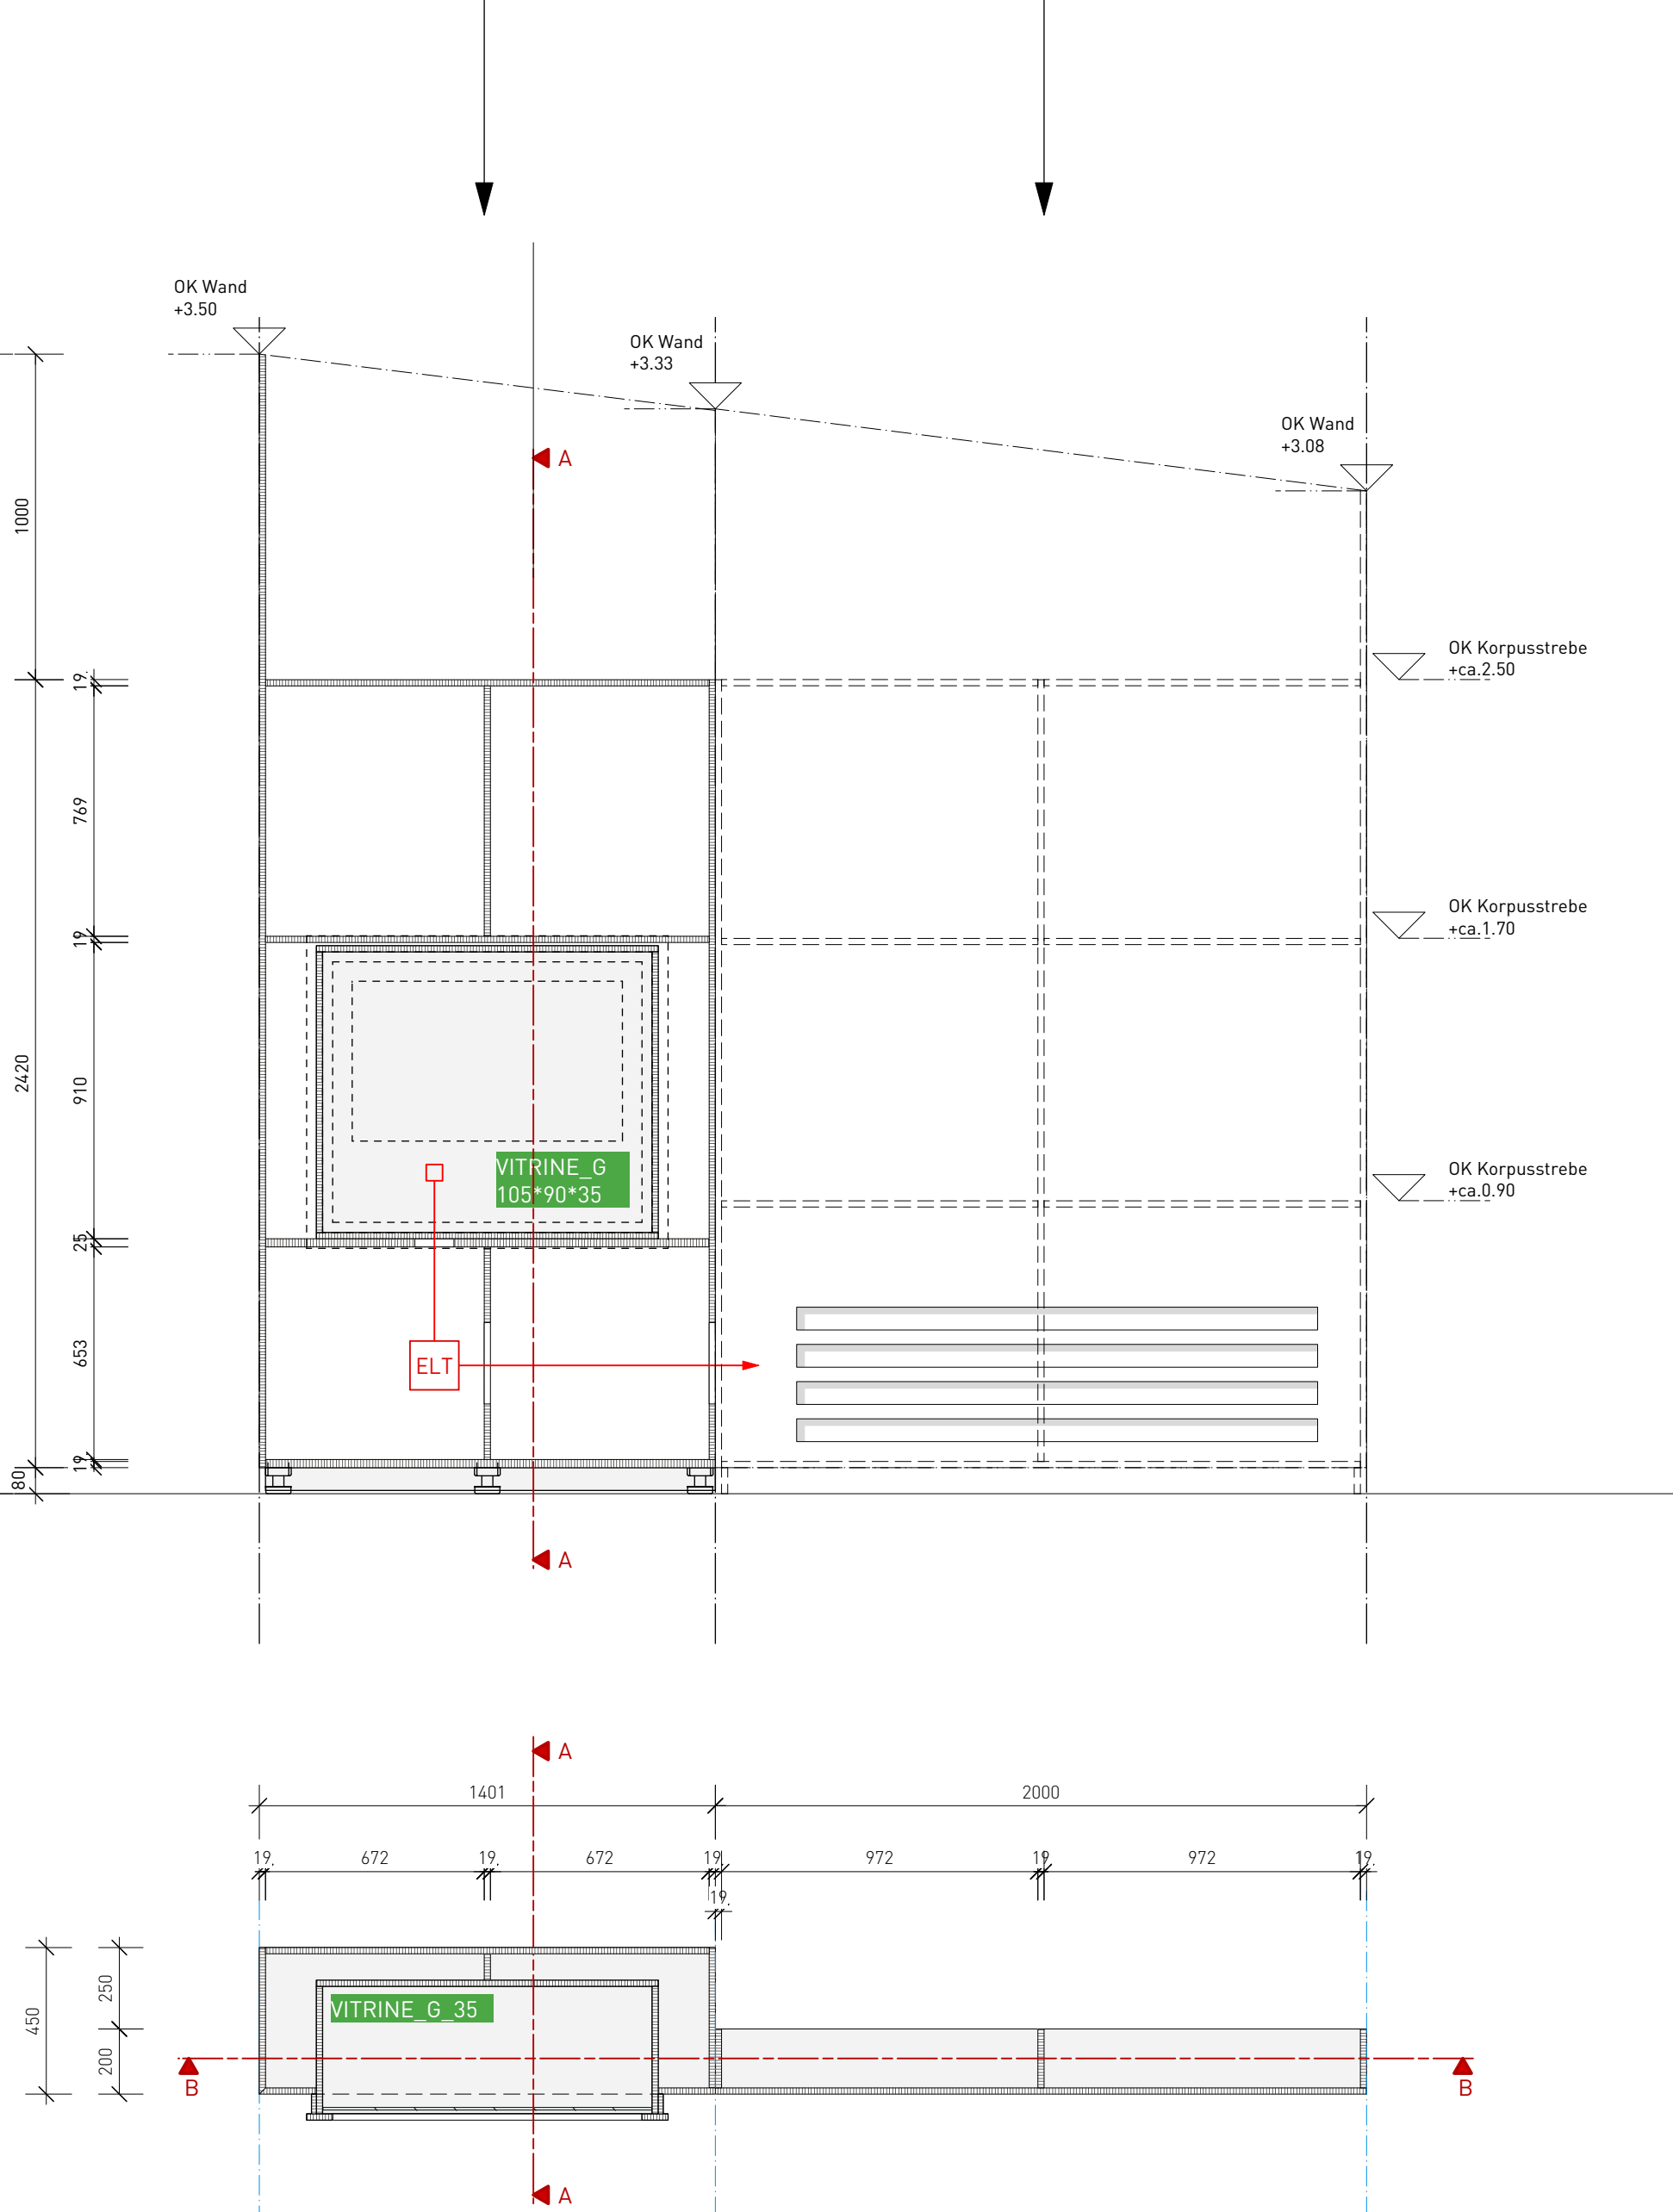 OK Wand
+3.50
OK Wand
+3.33
OK Wand
+3.08
A
1000
OK Korpusstrebe
+ca.2.50
19.
769
OK Korpusstrebe
+ca.1.70
19
2420
910
VITRINE_G
105*90*35
OK Korpusstrebe
+ca.0.90
25
653
ELT
19
80
A
A
1401
2000
19.
672
19.
672
19.
972
19
972
19.
19.
450
250
200
VITRINE_G_35
B
B
A